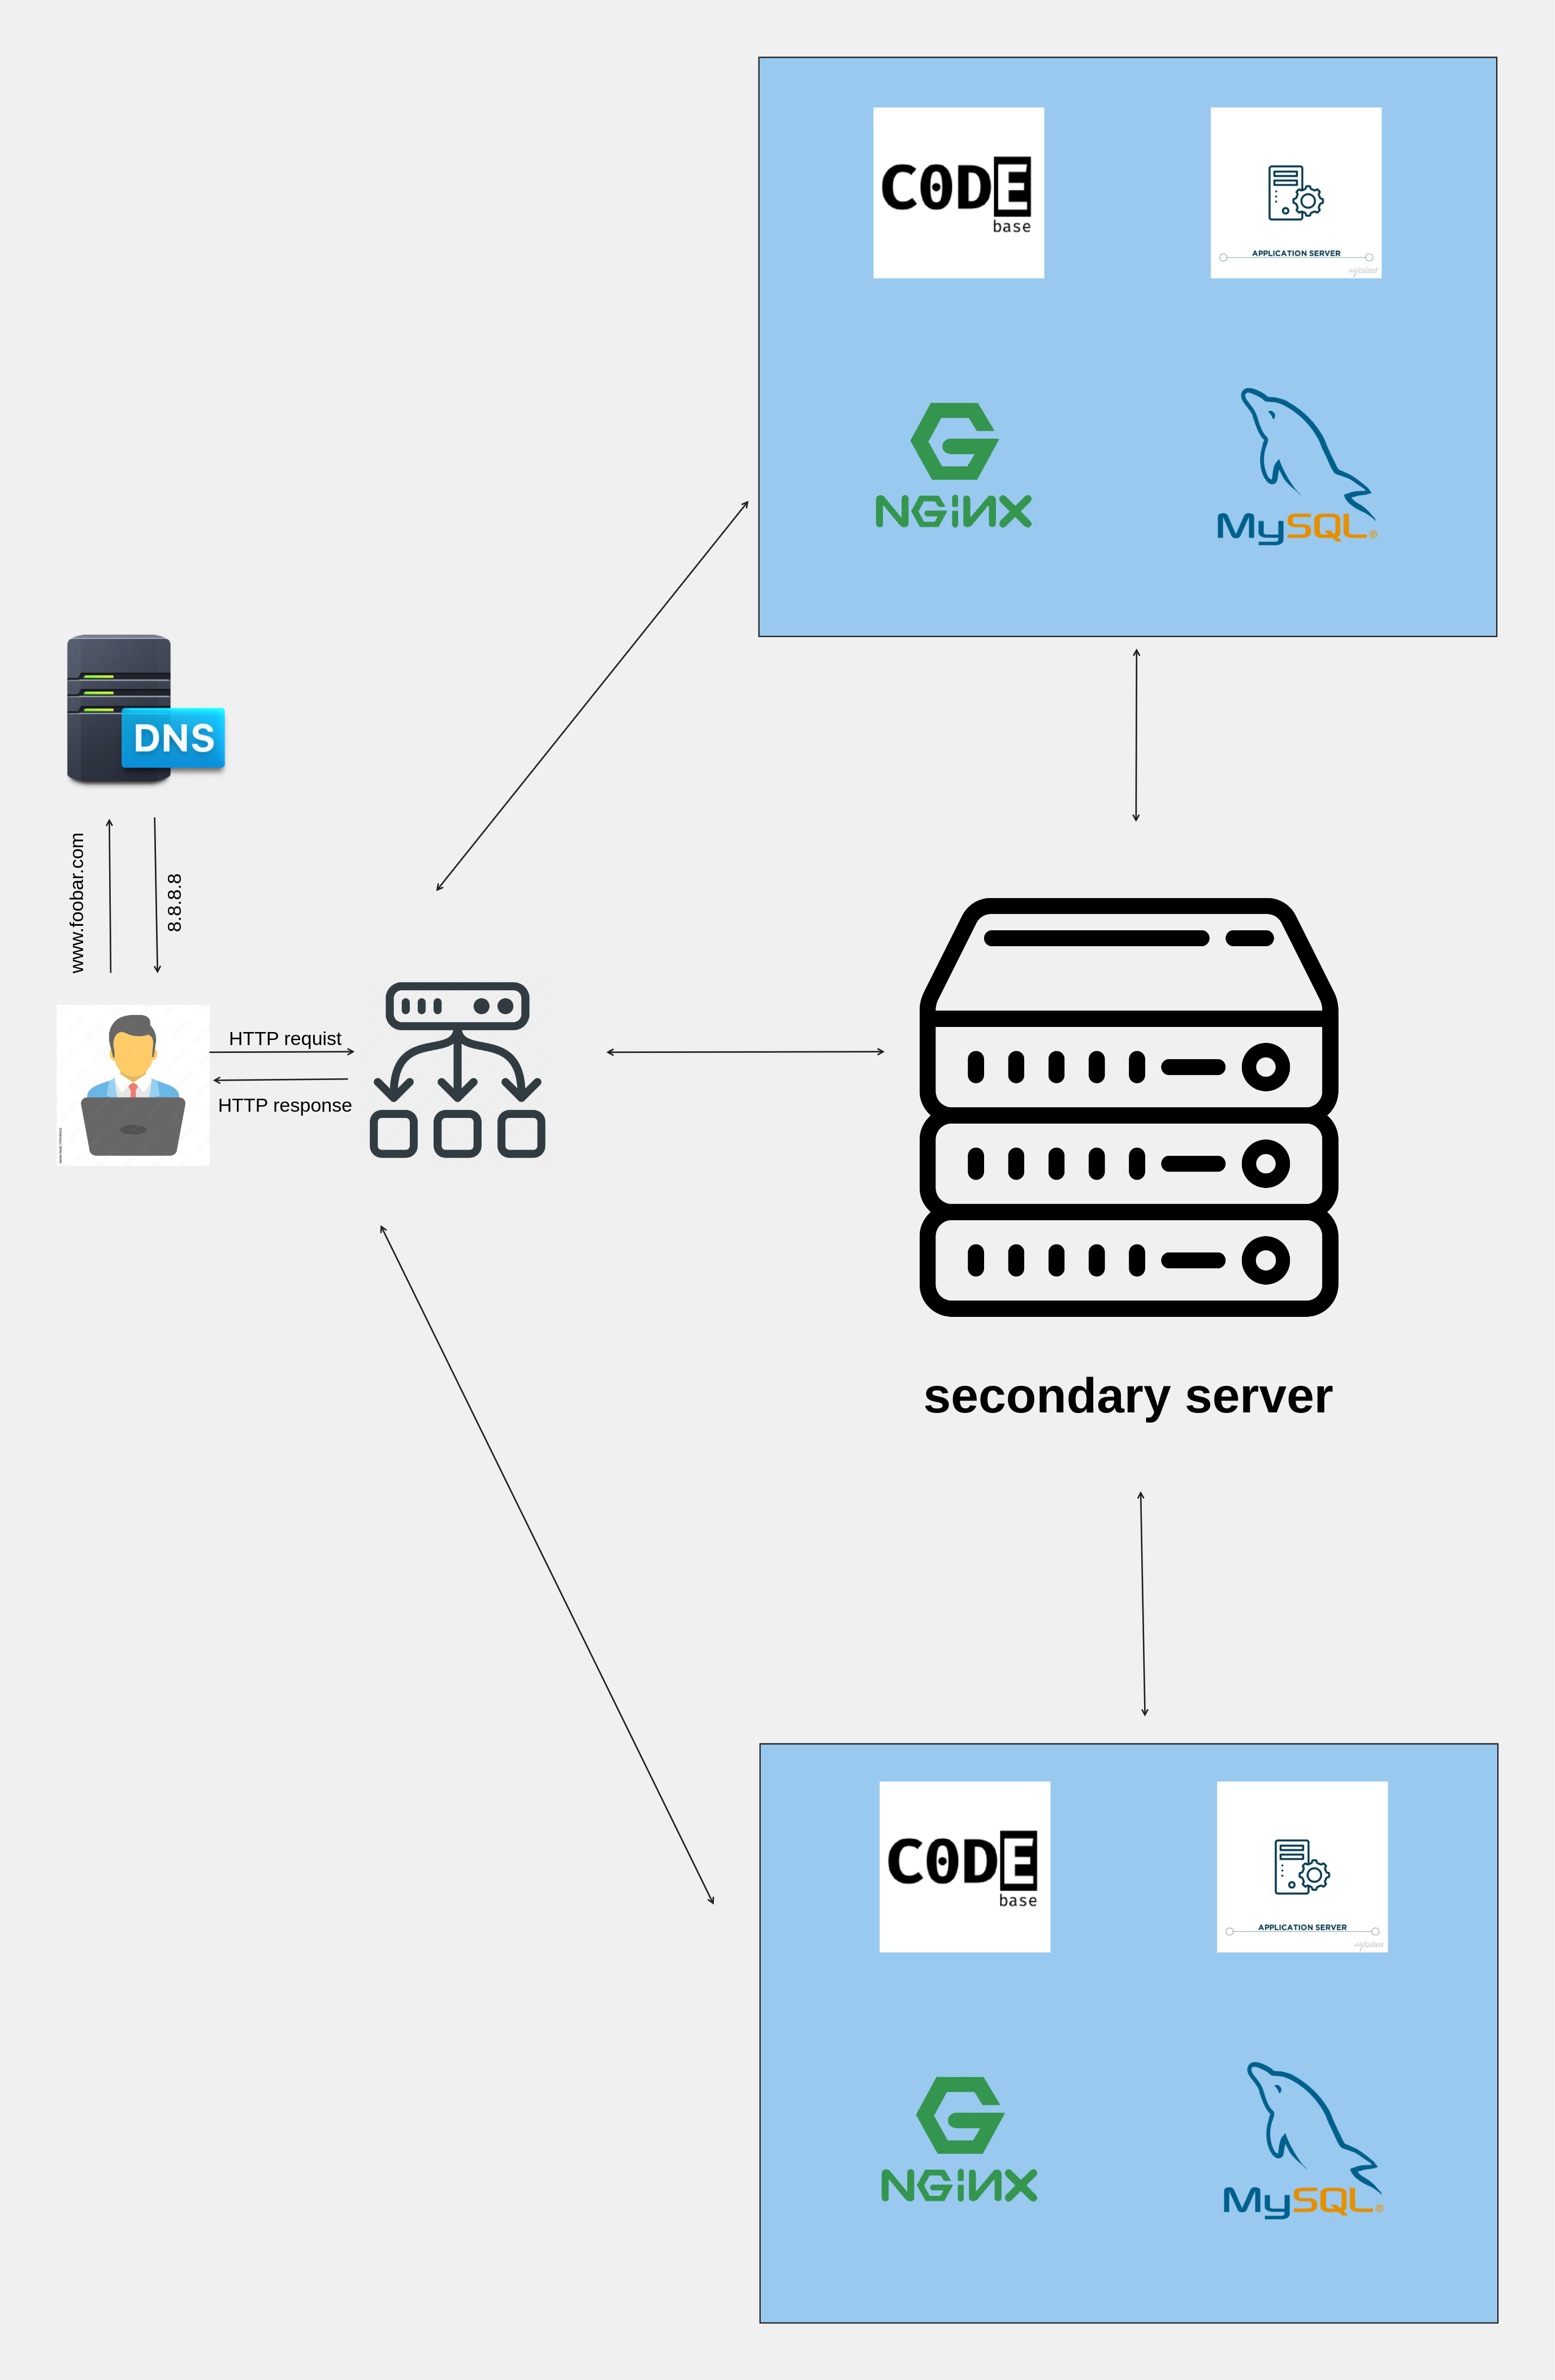 CODE
base
APPLICATION SERVER
NGiNX
MySQL®
DNS
www.foobar.com
8.8.8.8
HTTP requist
HTTP response
secondary server
CODE
base
APPLICATION SERVER
NGiNX
MySQL®